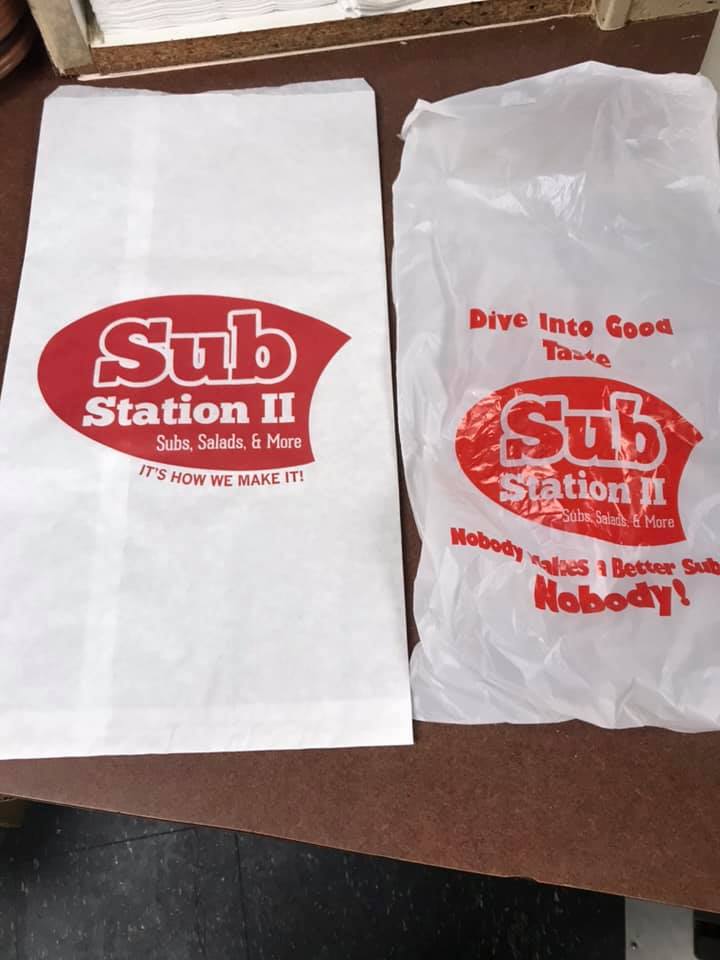 Sub
Station II
Subs, Salads, & More
IT'S HOW WE MAKE IT!
Dive Into Good
Taste
Sub
Station II
Subs, Salads, & More
Nobody Makes a Better Sub
Nobody!